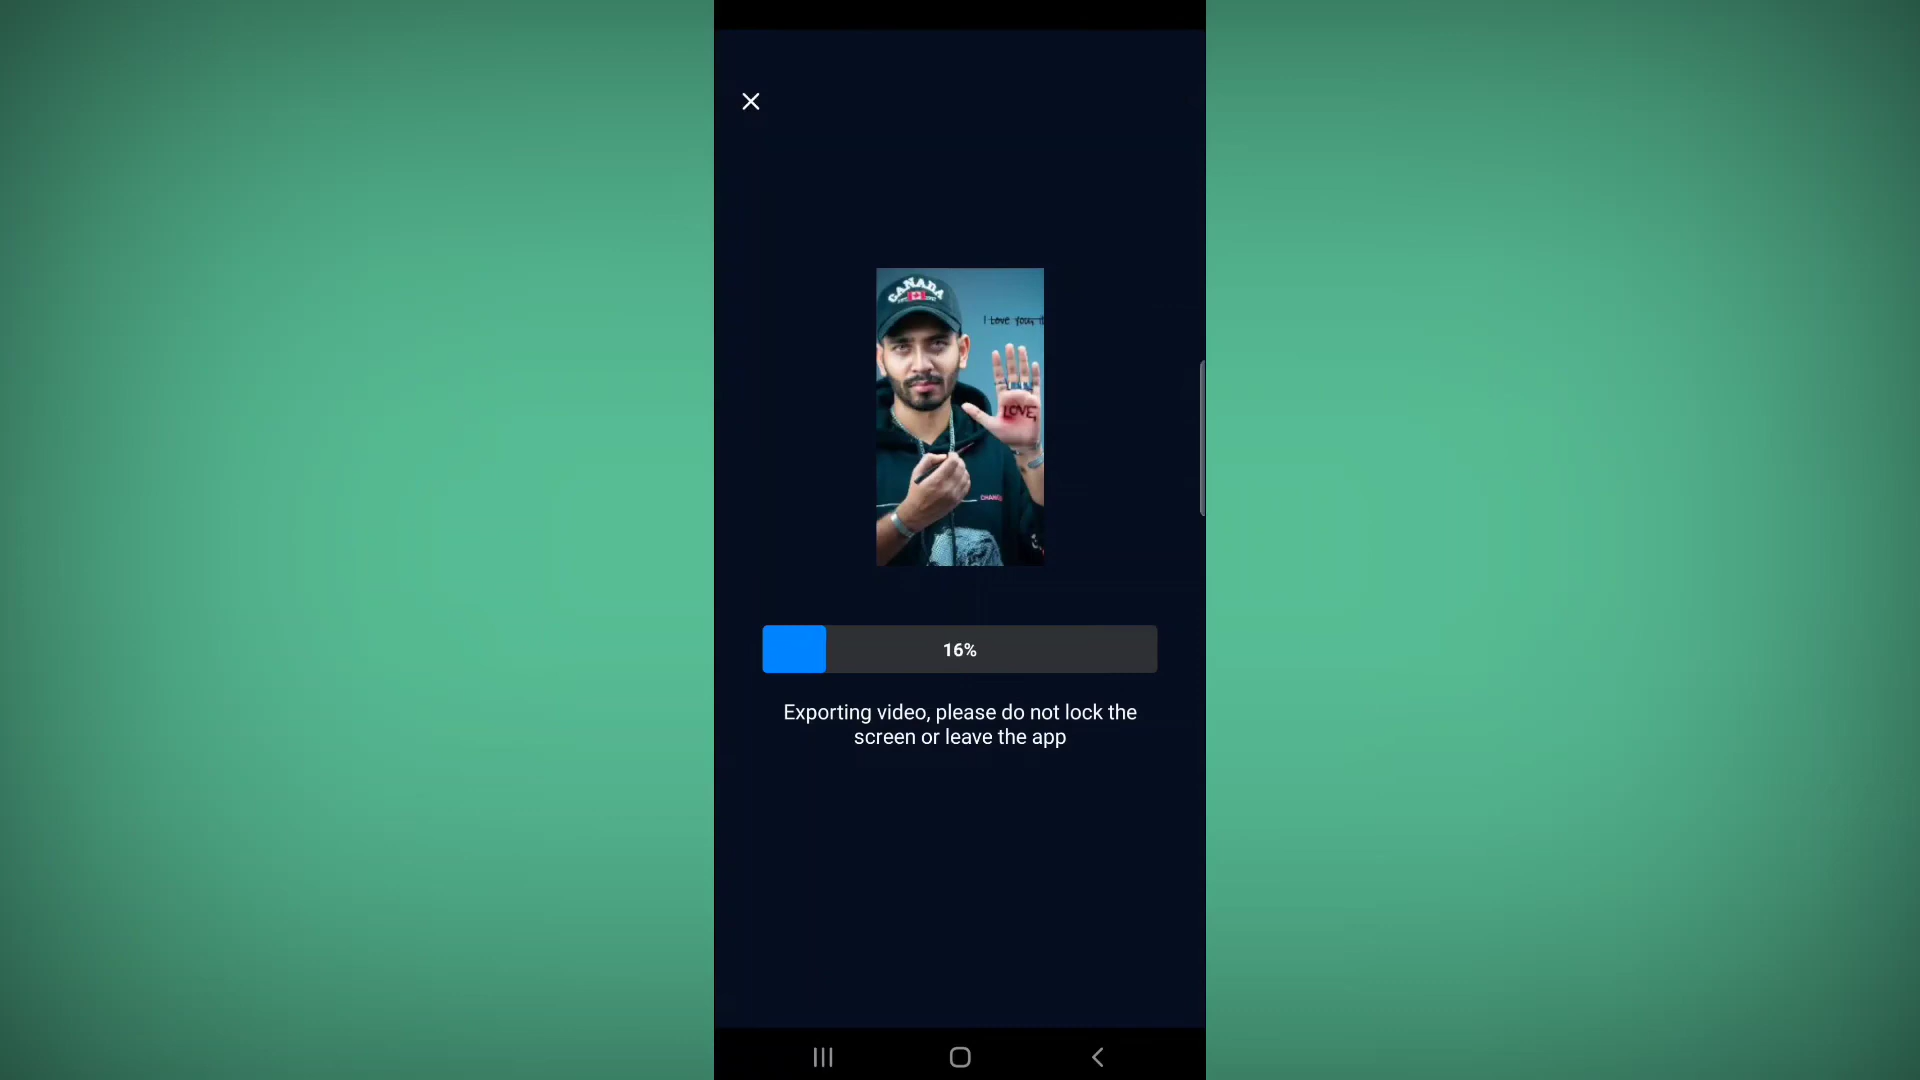 CANADA
I Love You
LOVE
16%
Exporting video, please do not lock the
screen or leave the app